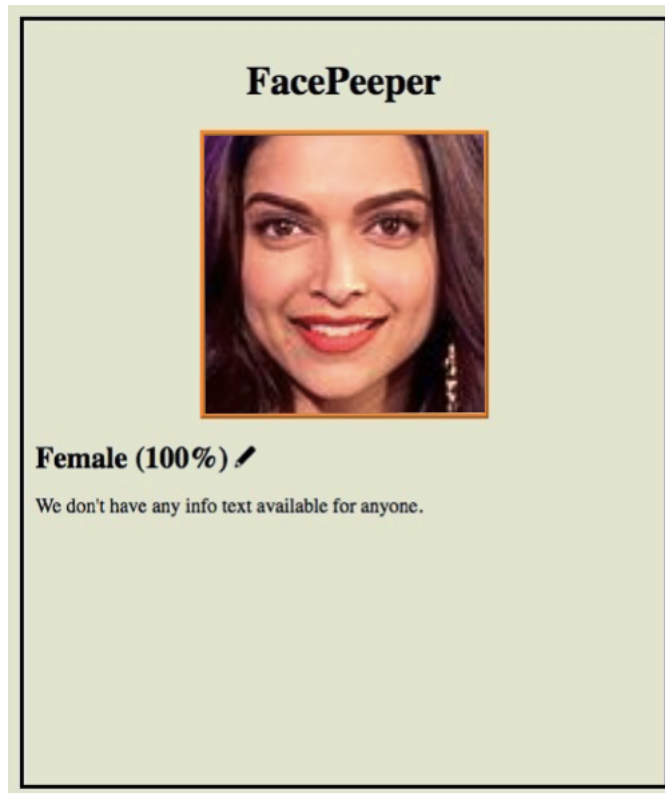 FacePeeper
Female (100%)
We don't have any info text available for anyone.